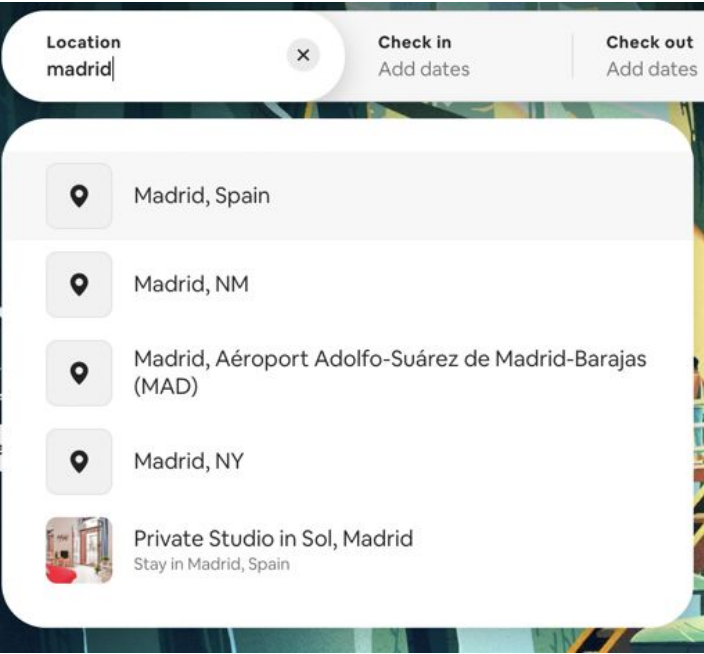 Location
madrid
Check in
Add dates
Check out
Add dates
Madrid, Spain
Madrid, NM
Madrid, Aéroport Adolfo-Suárez de Madrid-Barajas
(MAD)
Madrid, NY
Private Studio in Sol, Madrid
Stay in Madrid, Spain